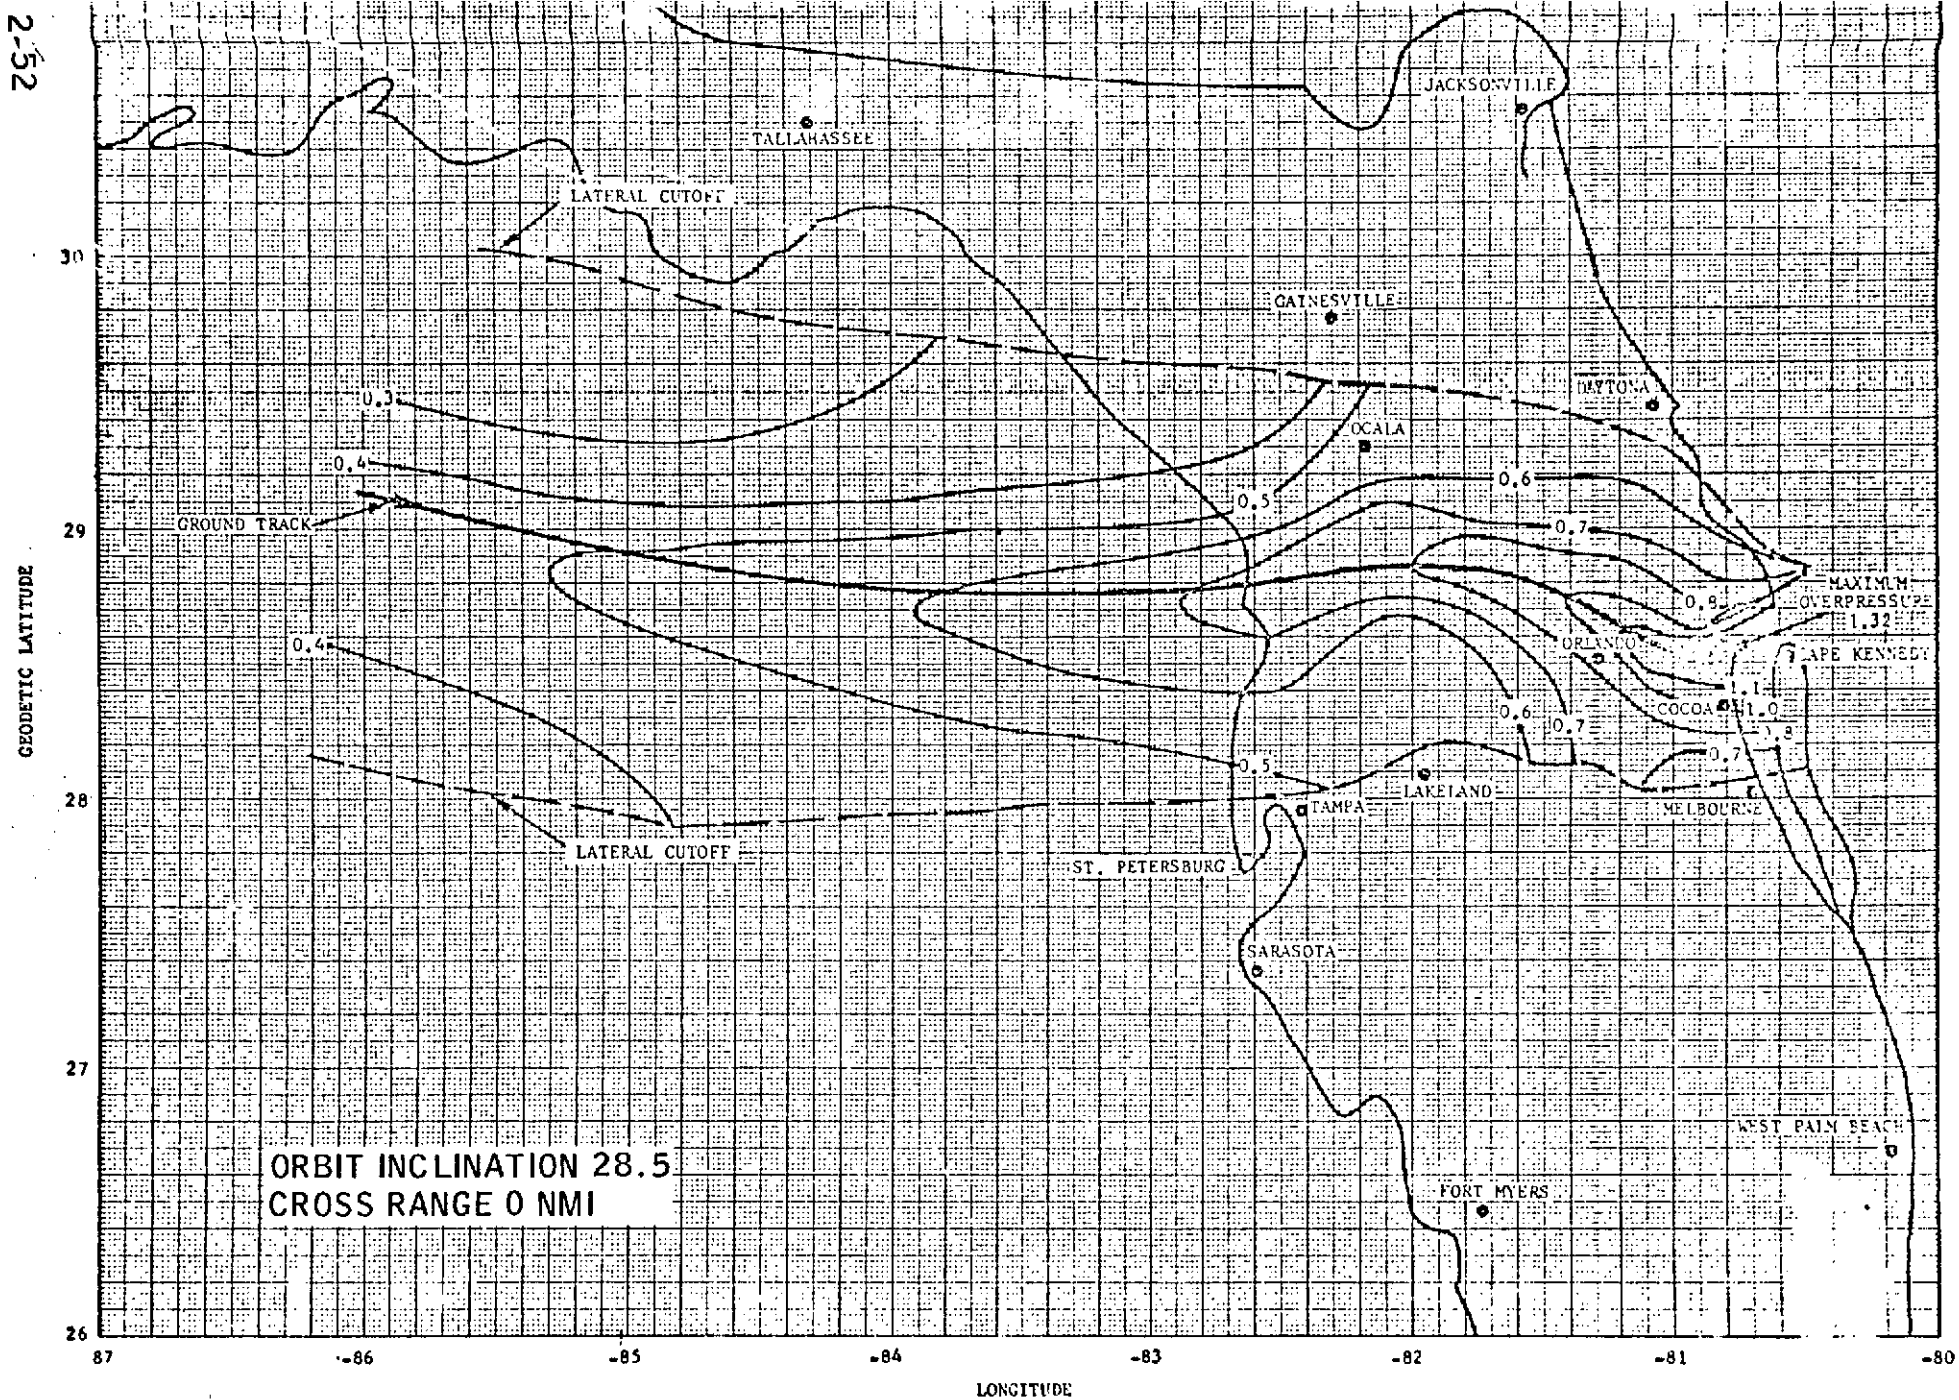 2-52
JACKSONVILLE
TALLAHASSEE
LATERAL CUTOFF
30
GAINESVILLE
DAYTONA
0.3
OCALA
0.4
0.6
0.5
29
GROUND TRACK
0.7
MAXIMUM
OVERPRESSURE
1.32
0.8
0.4
ORLANDO
CAPE KENNEDY
1.1
COCOA
1.0
0.6
0.7
0.8
0.7
0.5
28
LAKELAND
TAMPA
MELBOURNE
LATERAL CUTOFF
ST. PETERSBURG
SARASOTA
27
WEST PALM BEACH
ORBIT INCLINATION 28.5
CROSS RANGE 0 NMI
FORT MYERS
26
87
-86
-85
-84
-83
-82
-81
-80
LONGITUDE
GEODETIC LATITUDE